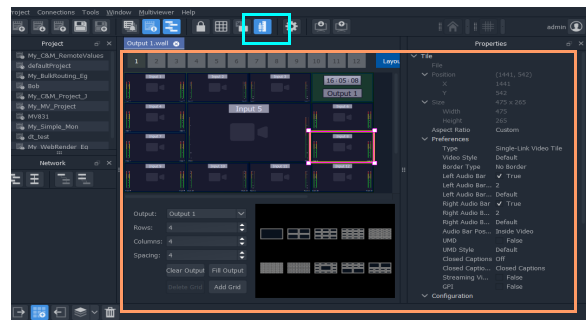 roject Connections Tools Window Multiviewer Help
admin
Project
My_C&M_RemoteValues
defaultProject
My_BulkRouting_Eg
Bob
My_C&M_Project_J
My_MV_Project
MV831
My_Simple_Mon
dt_test
My_WebRender_Eg
Network
Output 1.wall
1 2 3 4 5 6 7 8 9 10 11 12 Layou
16:05:08
Output 1
Input 5
Output: Output 1
Rows: 4
Columns: 4
Spacing: 4
Clear Output Fill Output
Delete Grid Add Grid
Properties
Tile
File
Position (1441, 542)
X 1441
Y 542
Size 475 x 265
Width 475
Height 265
Aspect Ratio Custom
Preferences
Type Single-Link Video Tile
Video Style Default
Border Type No Border
Left Audio Bar True
Left Audio Bar... 2
Left Audio Bar... Default
Right Audio Bar True
Right Audio B... 2
Right Audio B... Default
Audio Bar Pos... Inside Video
UMD False
UMD Style Default
Closed Captions Off
Closed Captio... Closed Captions
Streaming Vi... False
GPI False
Configuration